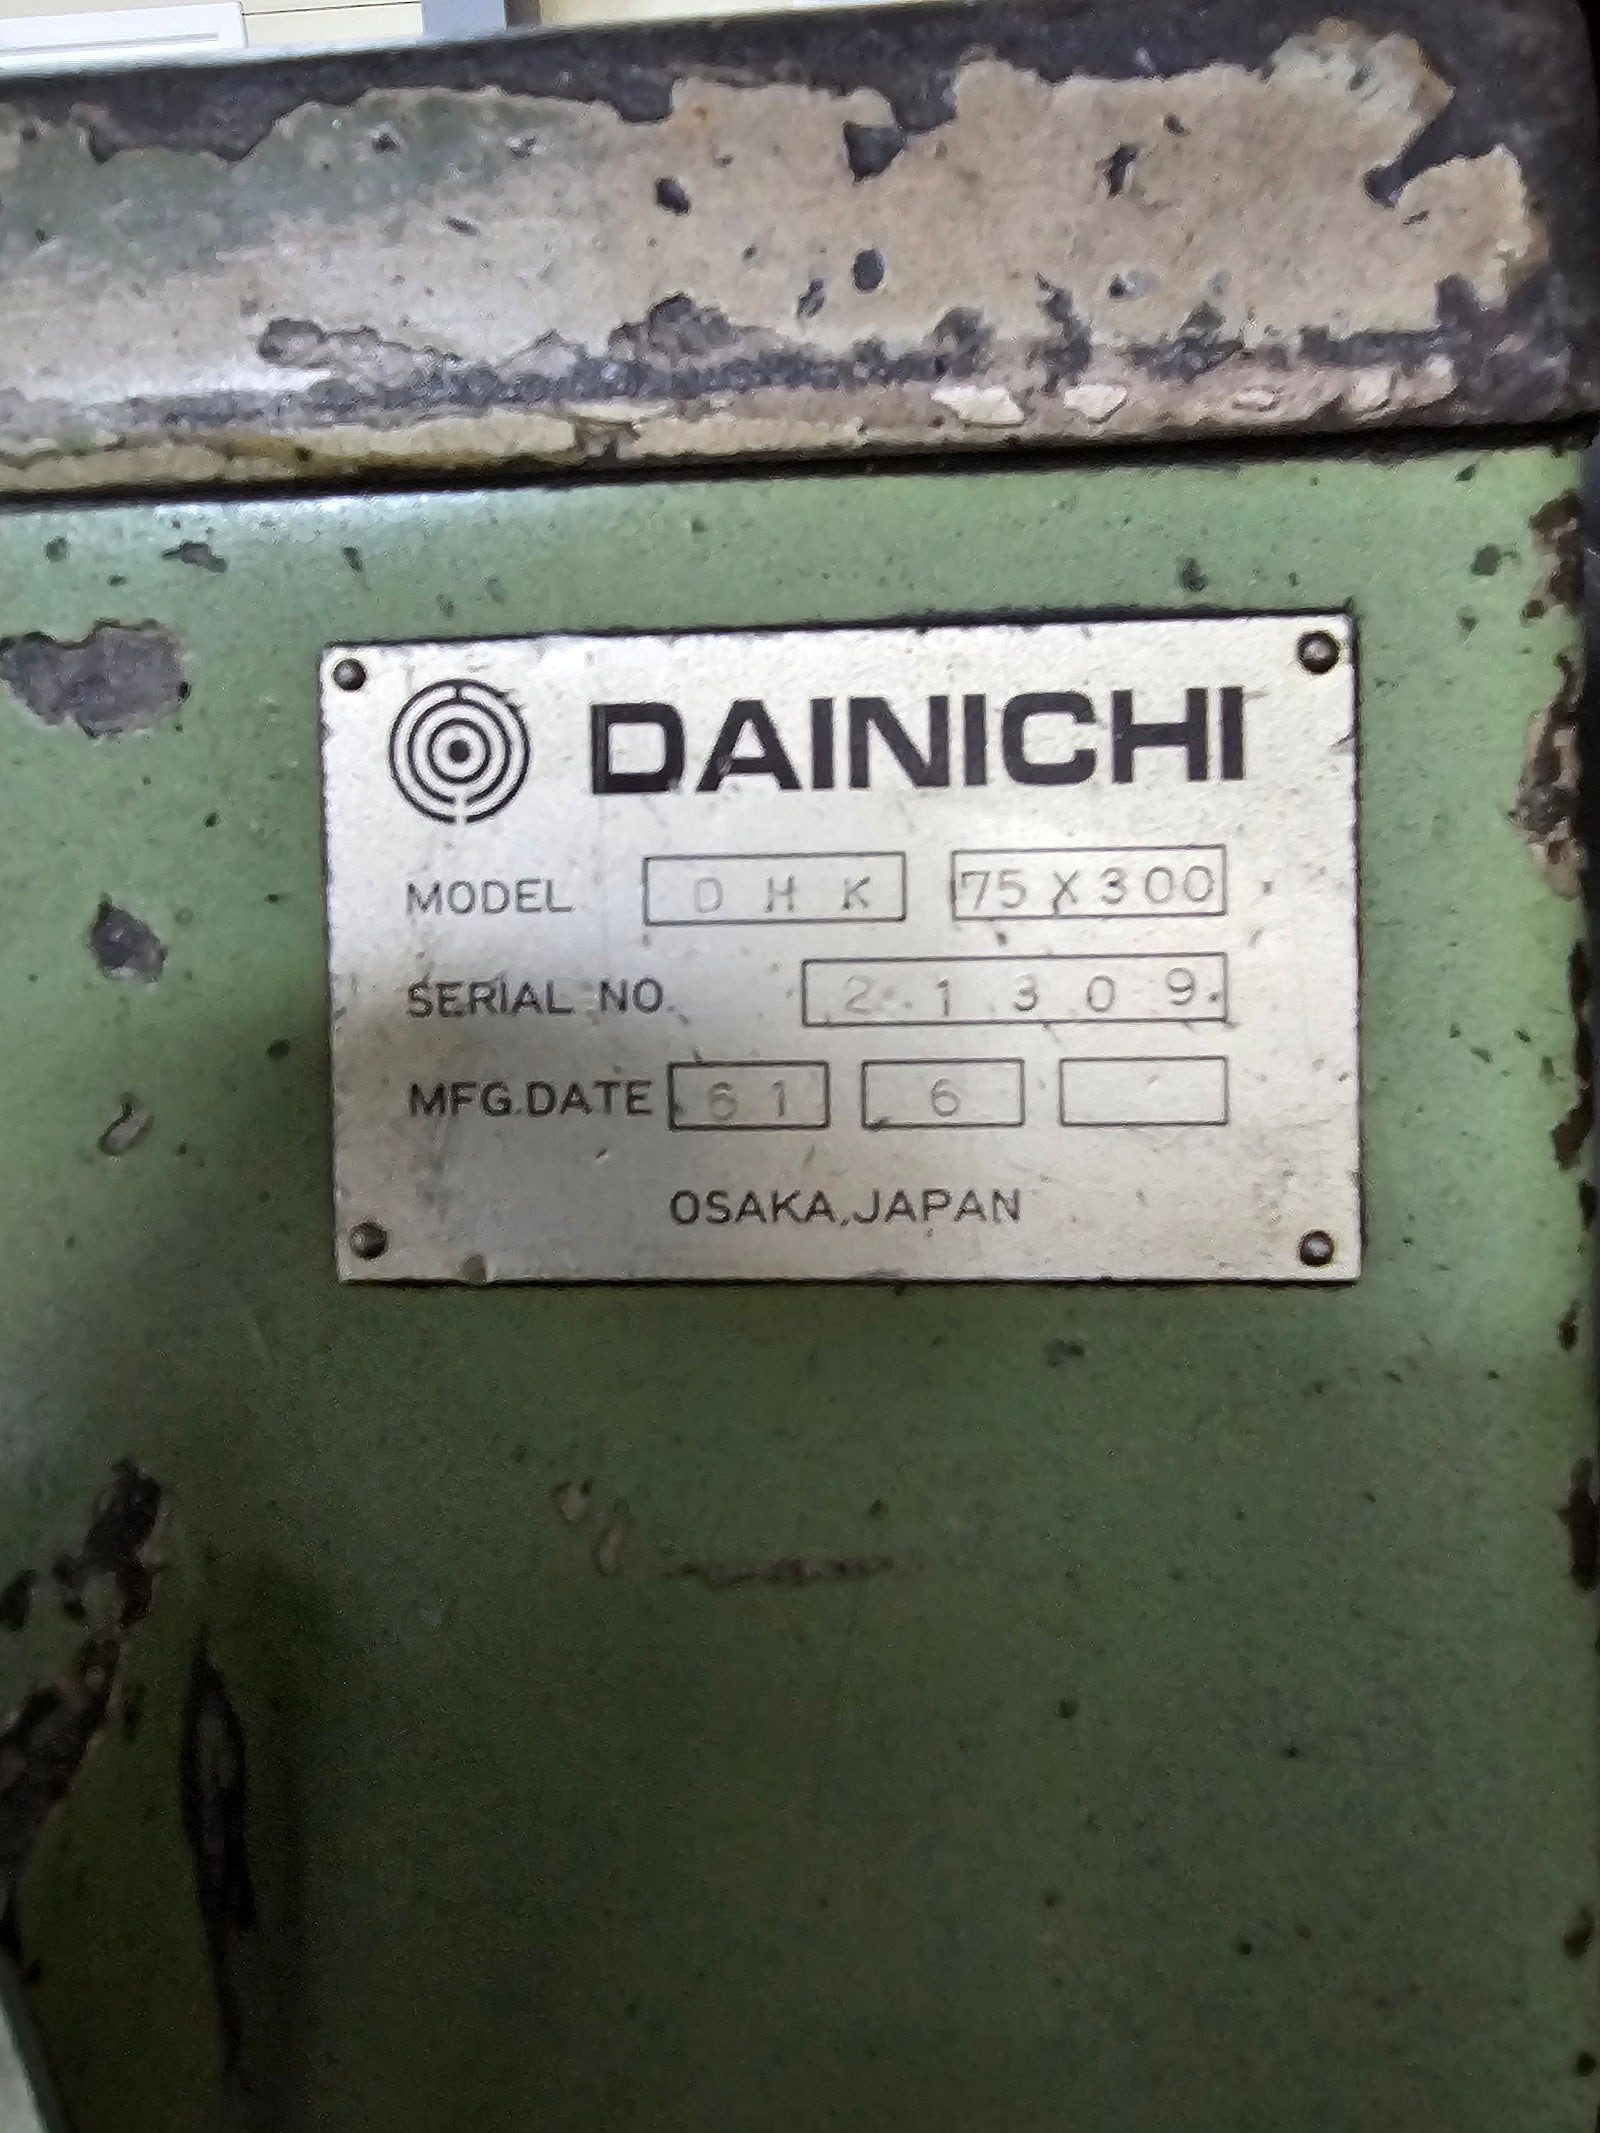 DAINICHI
MODEL DHK 75X300
SERIAL NO. 21309
MFG.DATE 61 6
OSAKA, JAPAN